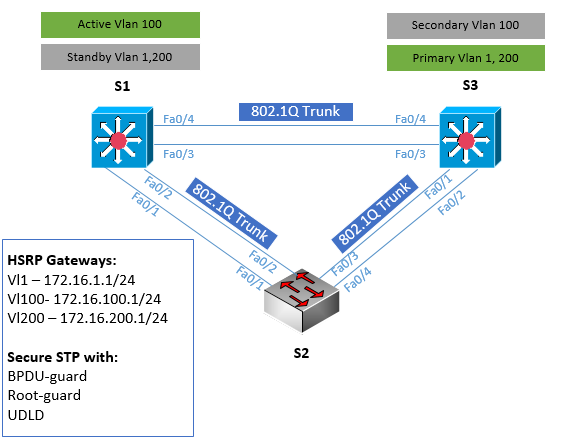 Active Vlan 100
Standby Vlan 1,200
S1
Secondary Vlan 100
Primary Vlan 1, 200
S3
Fa0/4
802.1Q Trunk
Fa0/4
Fa0/3
Fa0/3
Fa0/2
Fa0/1
802.1Q Trunk
Fa0/2
Fa0/1
Fa0/1
Fa0/2
802.1Q Trunk
Fa0/3
Fa0/4
S2
HSRP Gateways:
Vl1 – 172.16.1.1/24
Vl100- 172.16.100.1/24
Vl200 – 172.16.200.1/24
Secure STP with:
BPDU-guard
Root-guard
UDLD